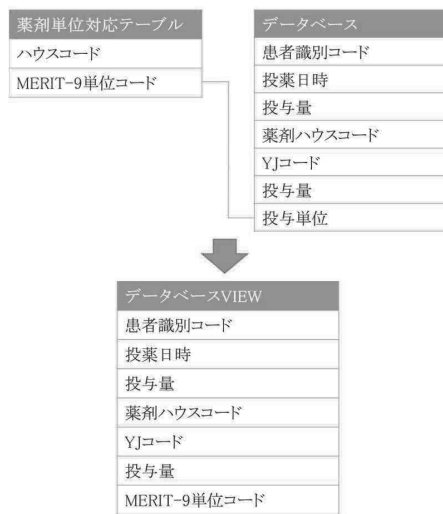 薬剤単位対応テーブル
ハウスコード
MERIT-9単位コード
データベース
患者識別コード
投薬日時
投与量
薬剤ハウスコード
YJコード
投与量
投与単位
データベースVIEW
患者識別コード
投薬日時
投与量
薬剤ハウスコード
YJコード
投与量
MERIT-9単位コード